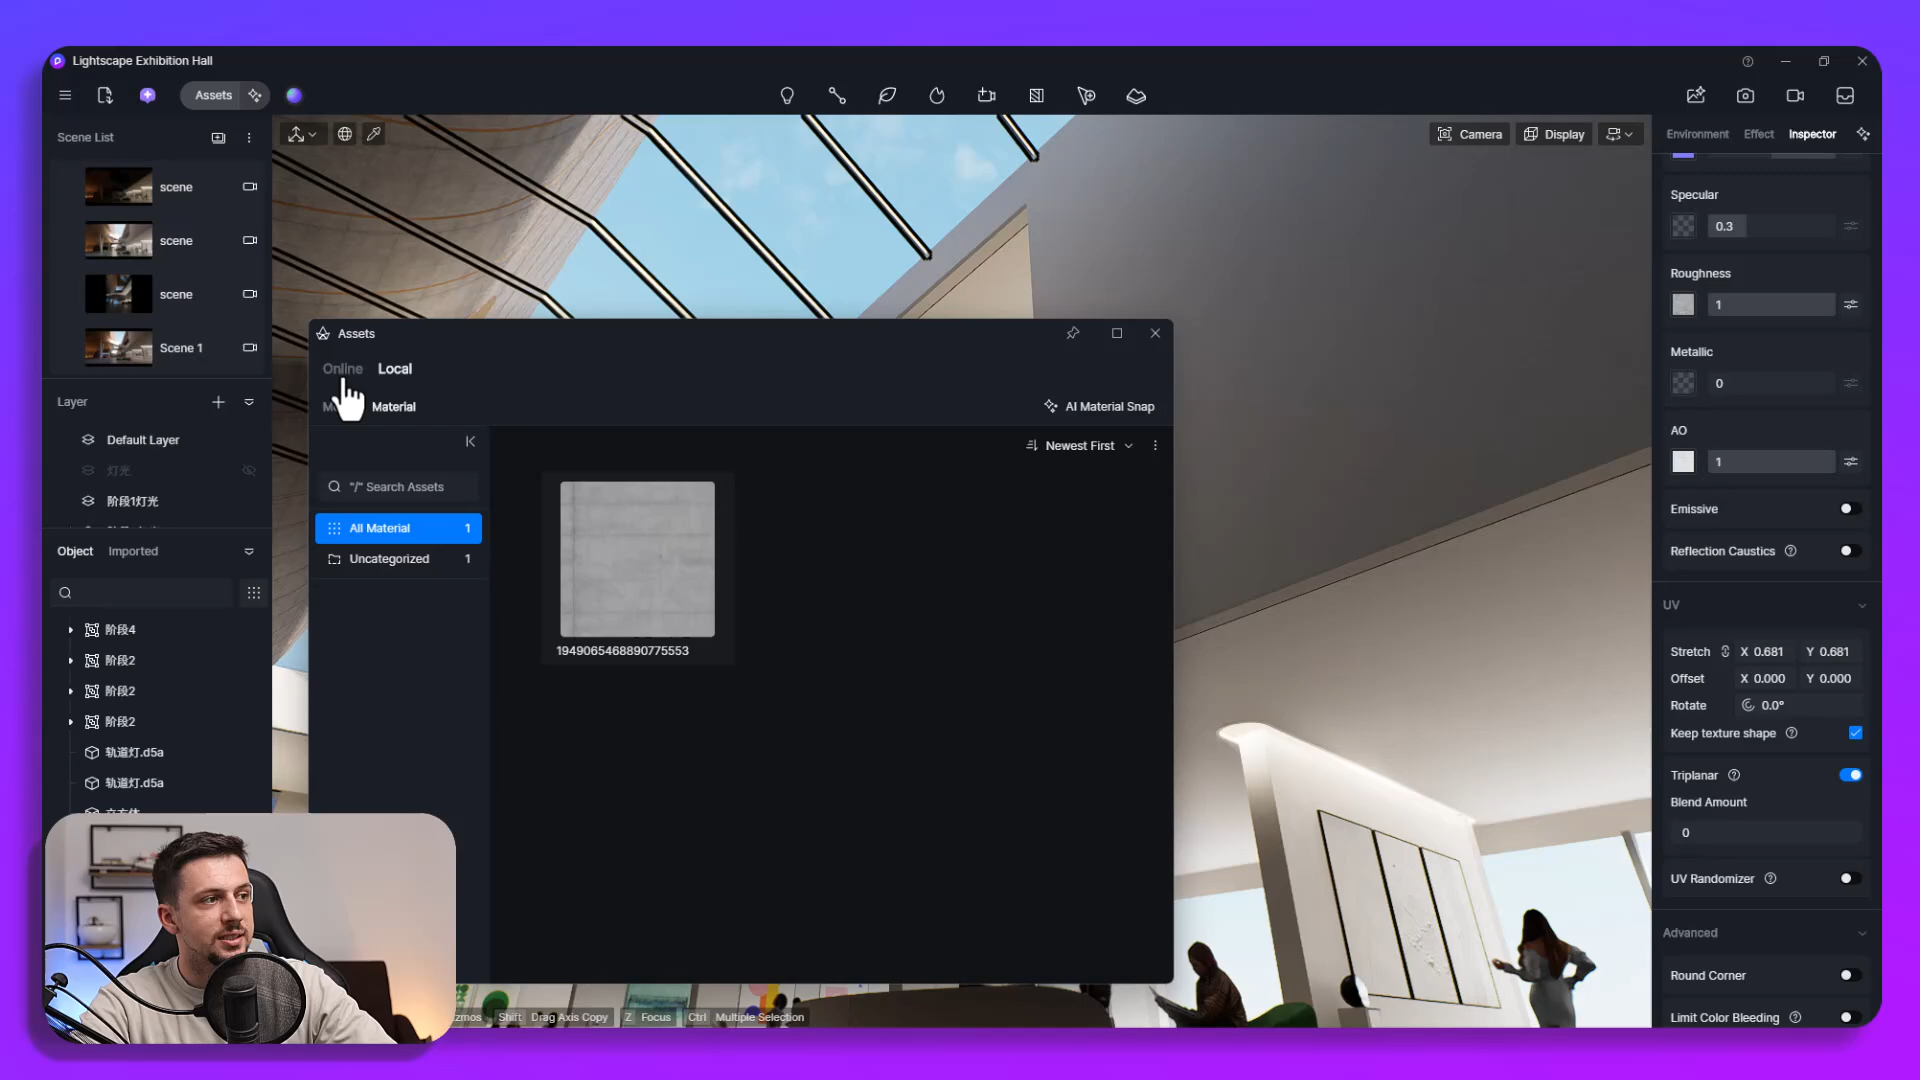 Lightscape Exhibition Hall
Assets
Scene List
scene
scene
scene
Scene 1
Layer
Default Layer
灯光
阶段1灯光
Object Imported
阶段4
阶段2
阶段2
阶段2
轨道灯.d5a
轨道灯.d5a
Camera Display
Assets
Online Local
Material
AI Material Snap
Newest First
"/" Search Assets
All Material 1
Uncategorized 1
1949065468890775553
Shift Drag Axis Copy Z Focus Ctrl Multiple Selection
Environment Effect Inspector
Specular
0.3
Roughness
1
Metallic
0
AO
1
Emissive
Reflection Caustics
UV
Stretch X 0.681 Y 0.681
Offset X 0.000 Y 0.000
Rotate 0.0°
Keep texture shape
Triplanar
Blend Amount
0
UV Randomizer
Advanced
Round Corner
Limit Color Bleeding